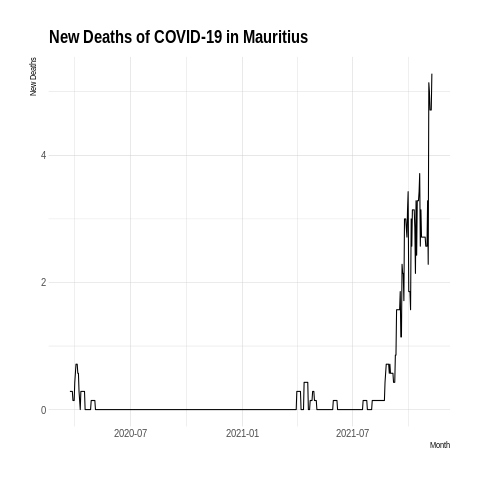 New Deaths of COVID-19 in Mauritius
New Deaths
4
2
0
2020-07
2021-01
2021-07
Month